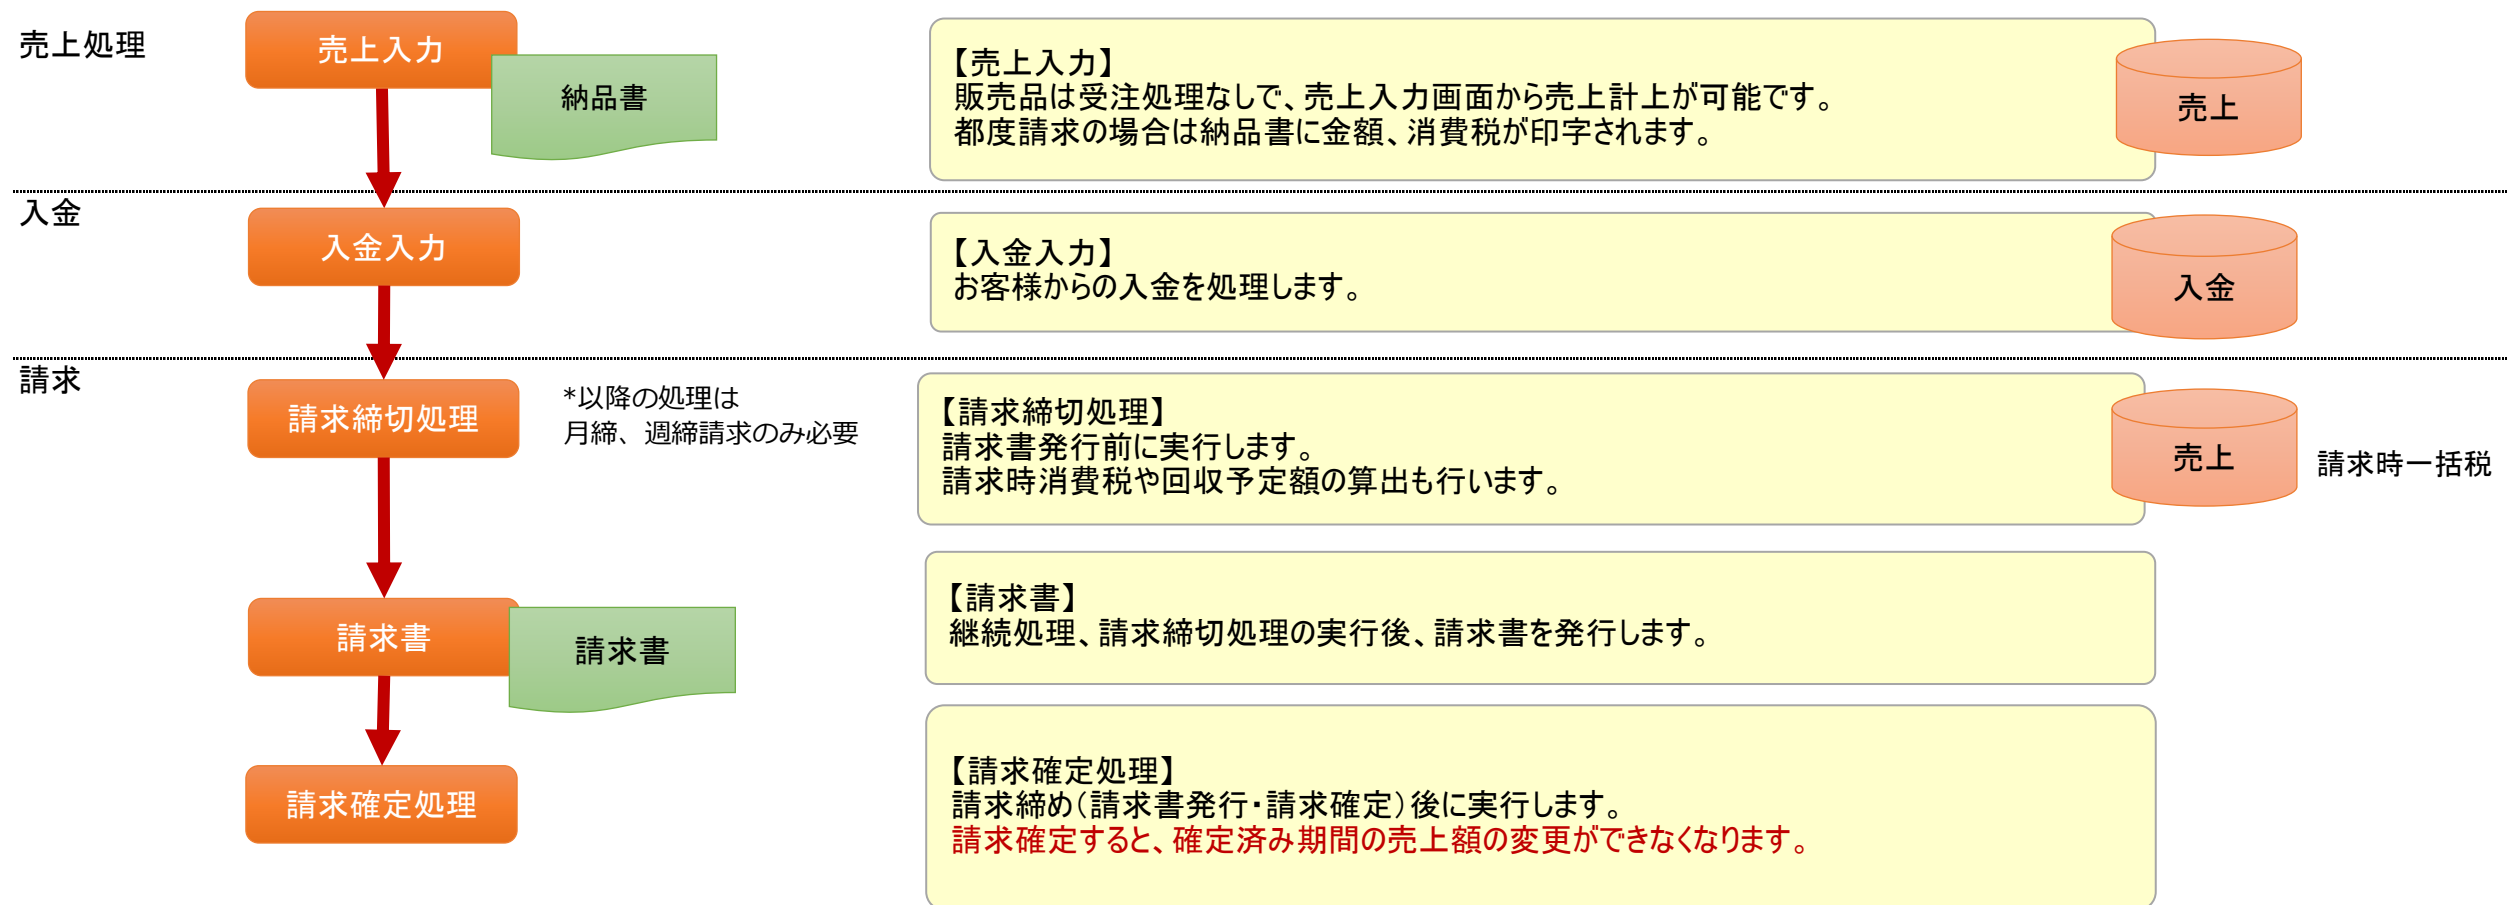 売上処理
売上入力
納品書
【売上入力】
販売品は受注処理なしで、売上入力画面から売上計上が可能です。
都度請求の場合は納品書に金額、消費税が印字されます。
売上
入金
入金入力
【入金入力】
お客様からの入金を処理します。
入金
請求
請求締切処理
*以降の処理は
月締、週締請求のみ必要
【請求締切処理】
請求書発行前に実行します。
請求時消費税や回収予定額の算出も行います。
売上
請求時一括税
請求書
請求書
【請求書】
継続処理、請求締切処理の実行後、請求書を発行します。
請求確定処理
【請求確定処理】
請求締め(請求書発行・請求確定)後に実行します。
請求確定すると、確定済み期間の売上額の変更ができなくなります。